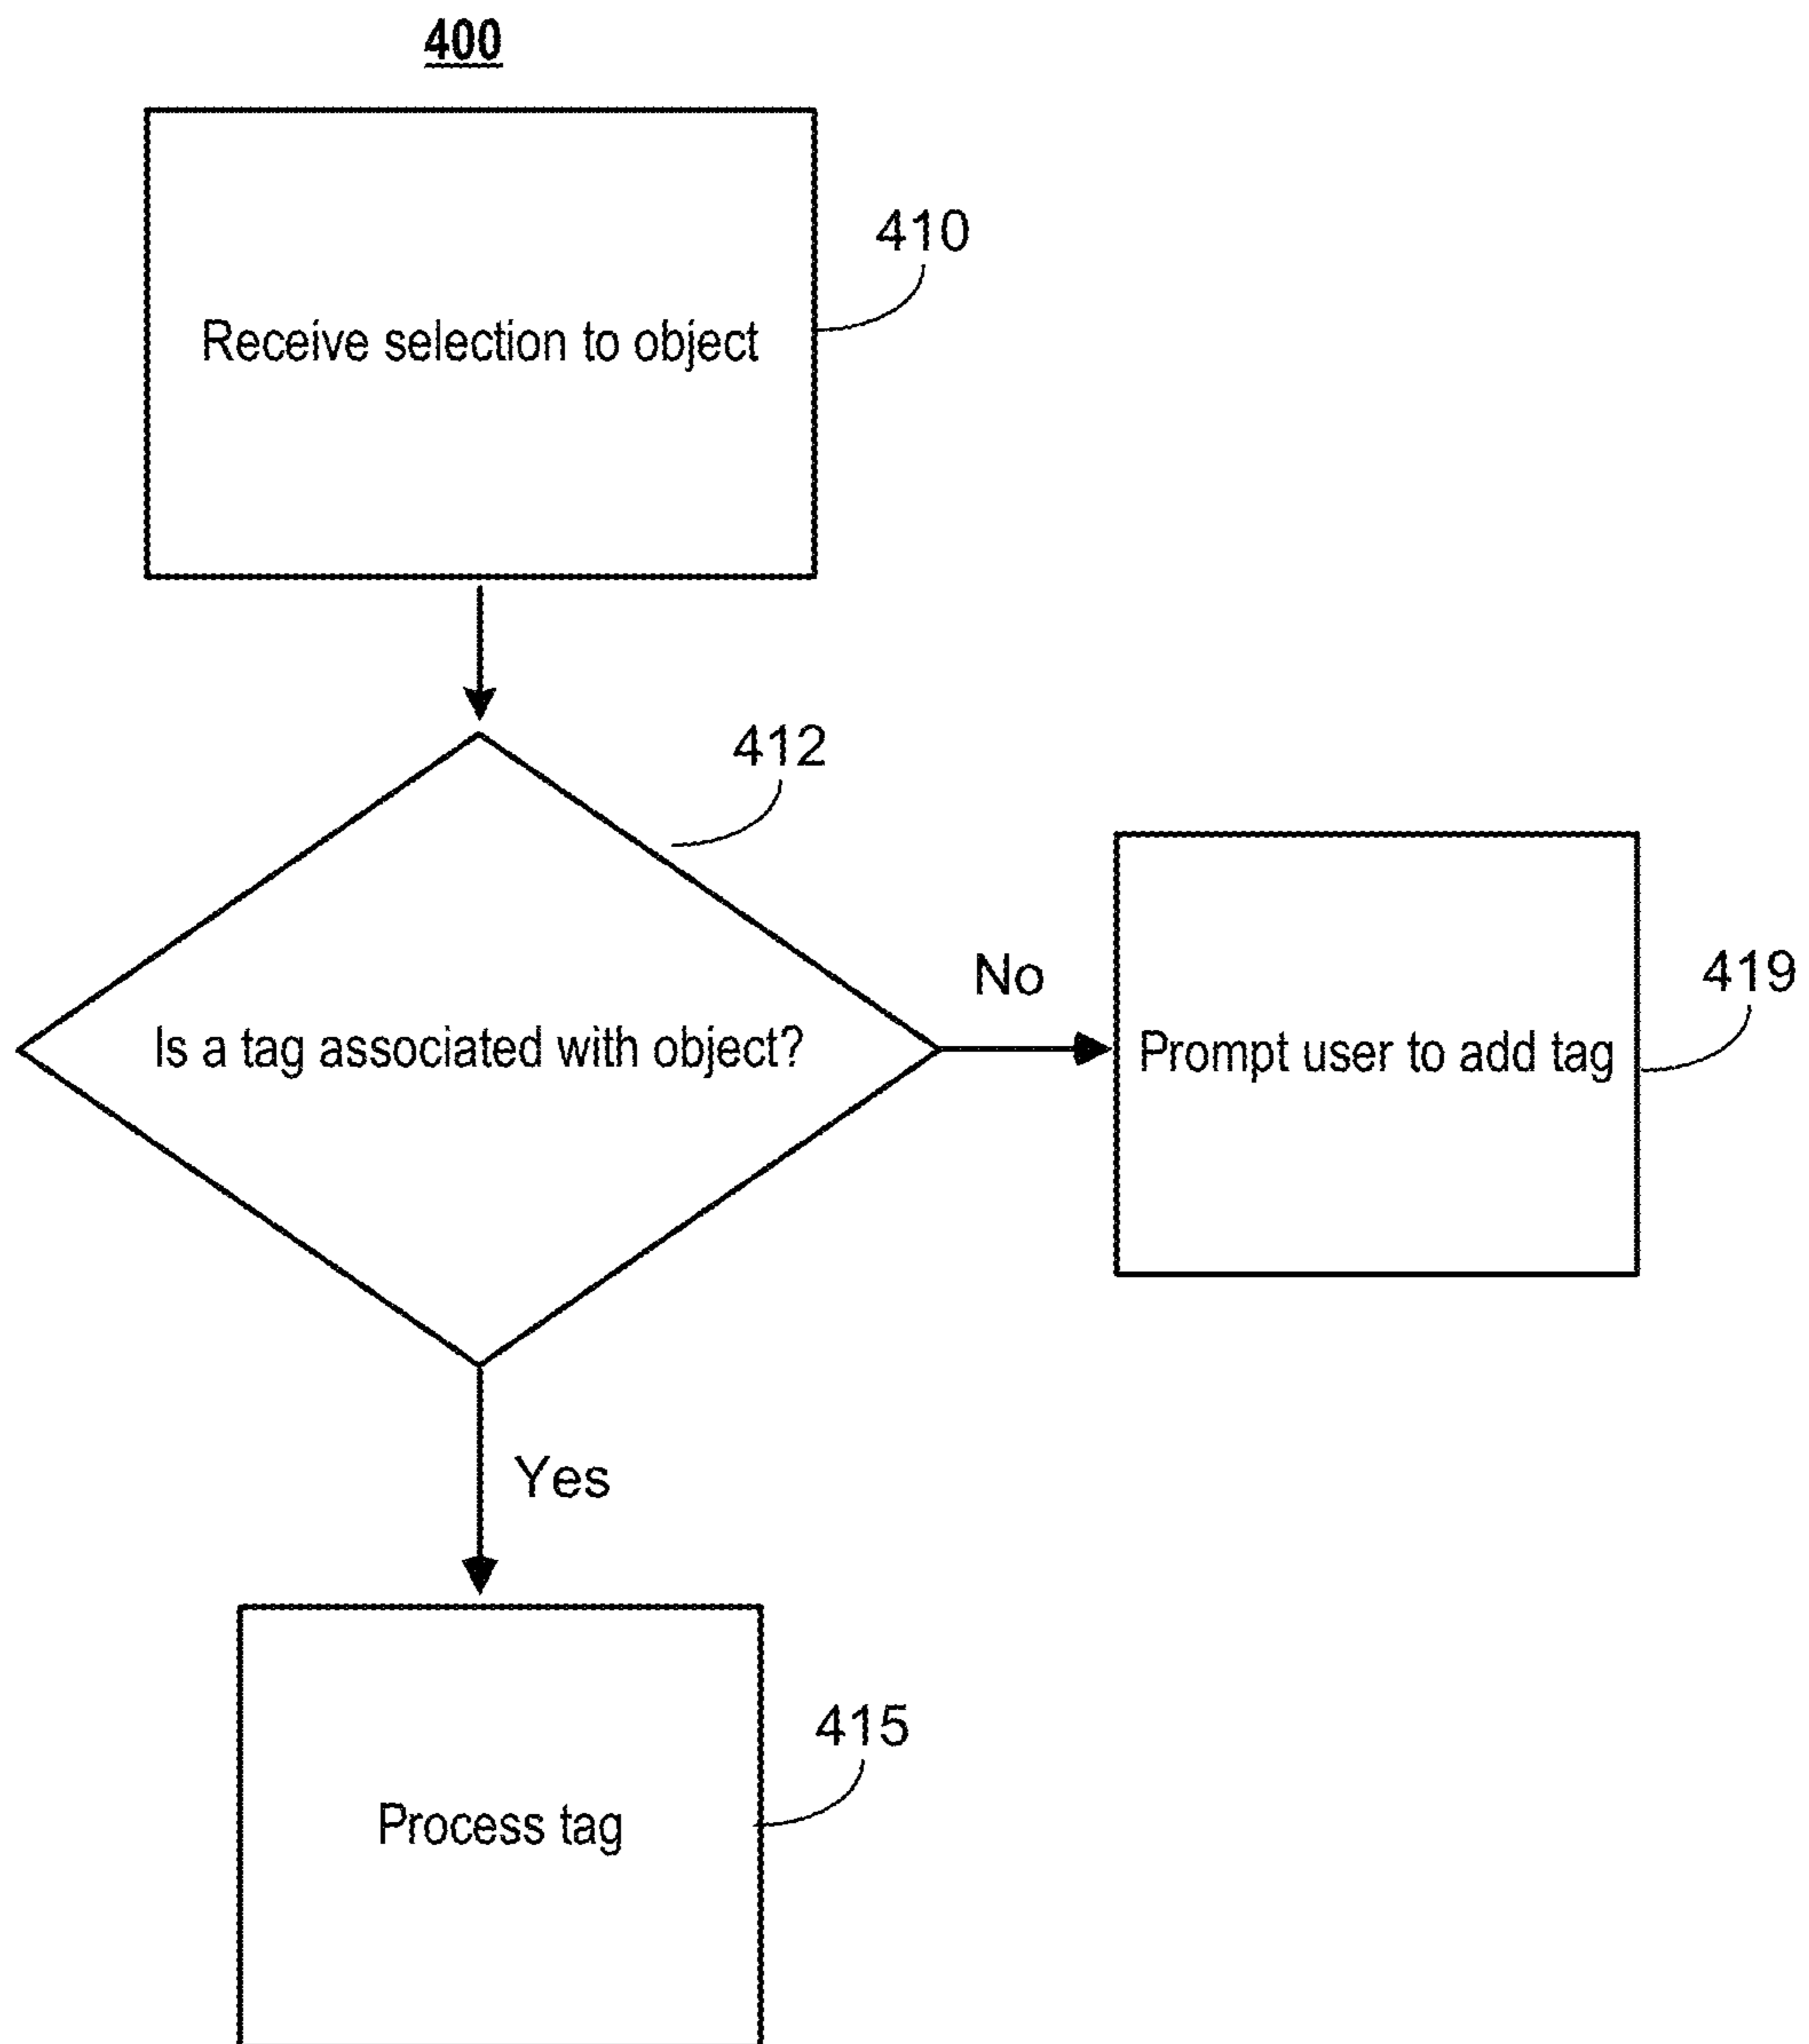 400
410
Receive selection to object
412
No
419
Is a tag associated with object?
Prompt user to add tag
Yes
415
Process tag